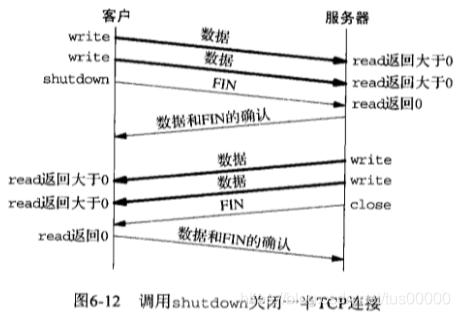 客户 服务器
write 数据
read返回大于0
write 数据
read返回大于0
shutdown FIN
read返回0
数据和FIN的确认
数据 write
read返回大于0
数据 write
read返回大于0
FIN close
read返回0
数据和FIN的确认
图6-12 调用shutdown关闭一半TCP连接